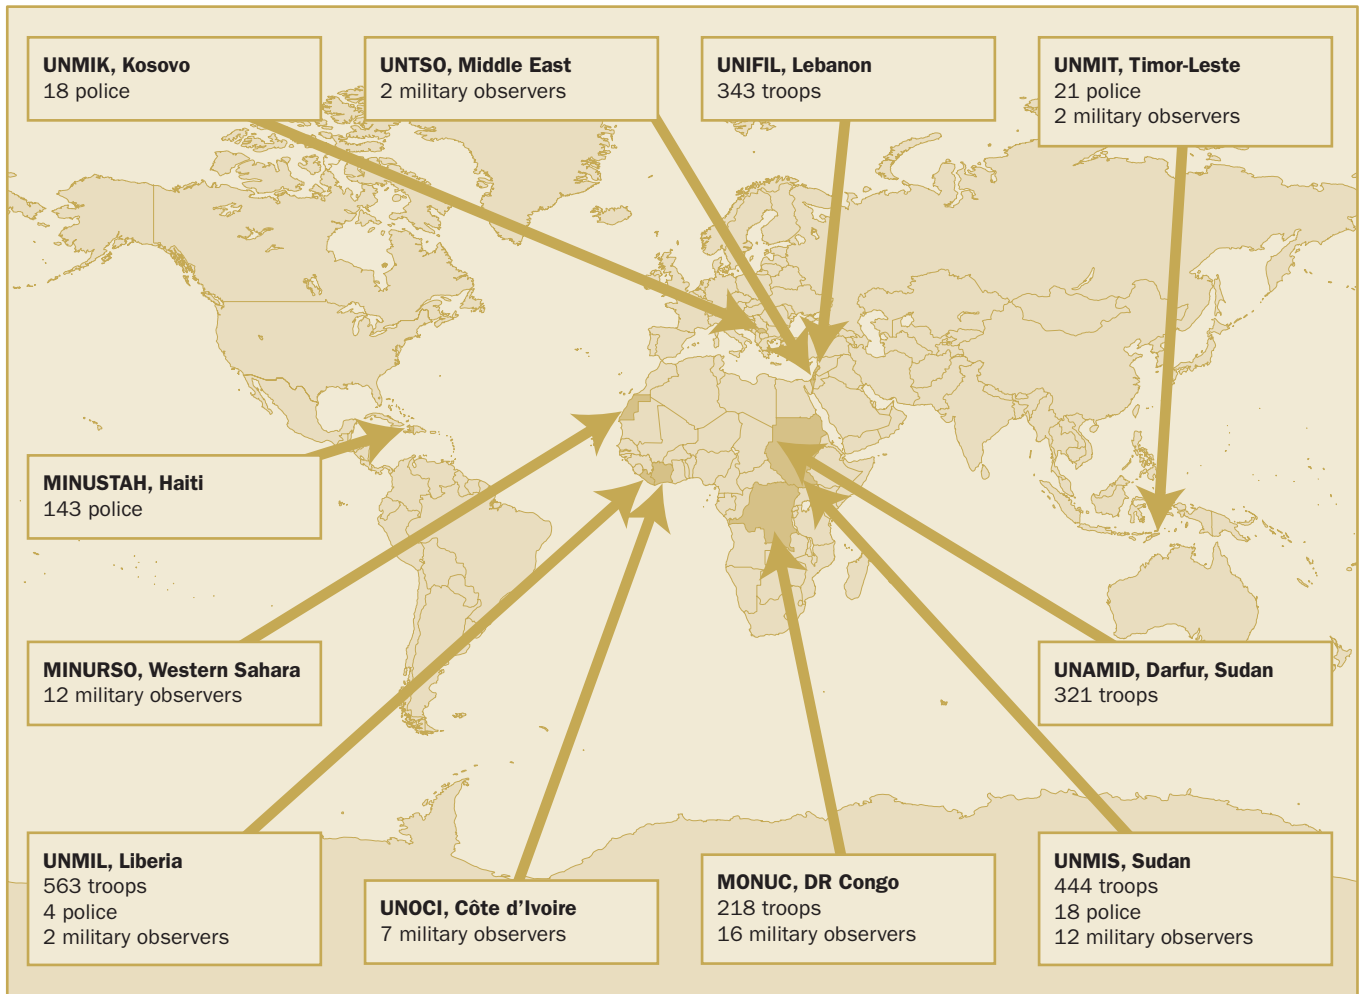 UNMIK, Kosovo
18 police
UNTSO, Middle East
2 military observers
UNIFIL, Lebanon
343 troops
UNMIT, Timor-Leste
21 police
2 military observers
MINUSTAH, Haiti
143 police
MINURSO, Western Sahara
12 military observers
UNAMID, Darfur, Sudan
321 troops
UNMIL, Liberia
563 troops
4 police
2 military observers
UNOCI, Côte d’Ivoire
7 military observers
MONUC, DR Congo
218 troops
16 military observers
UNMIS, Sudan
444 troops
18 police
12 military observers